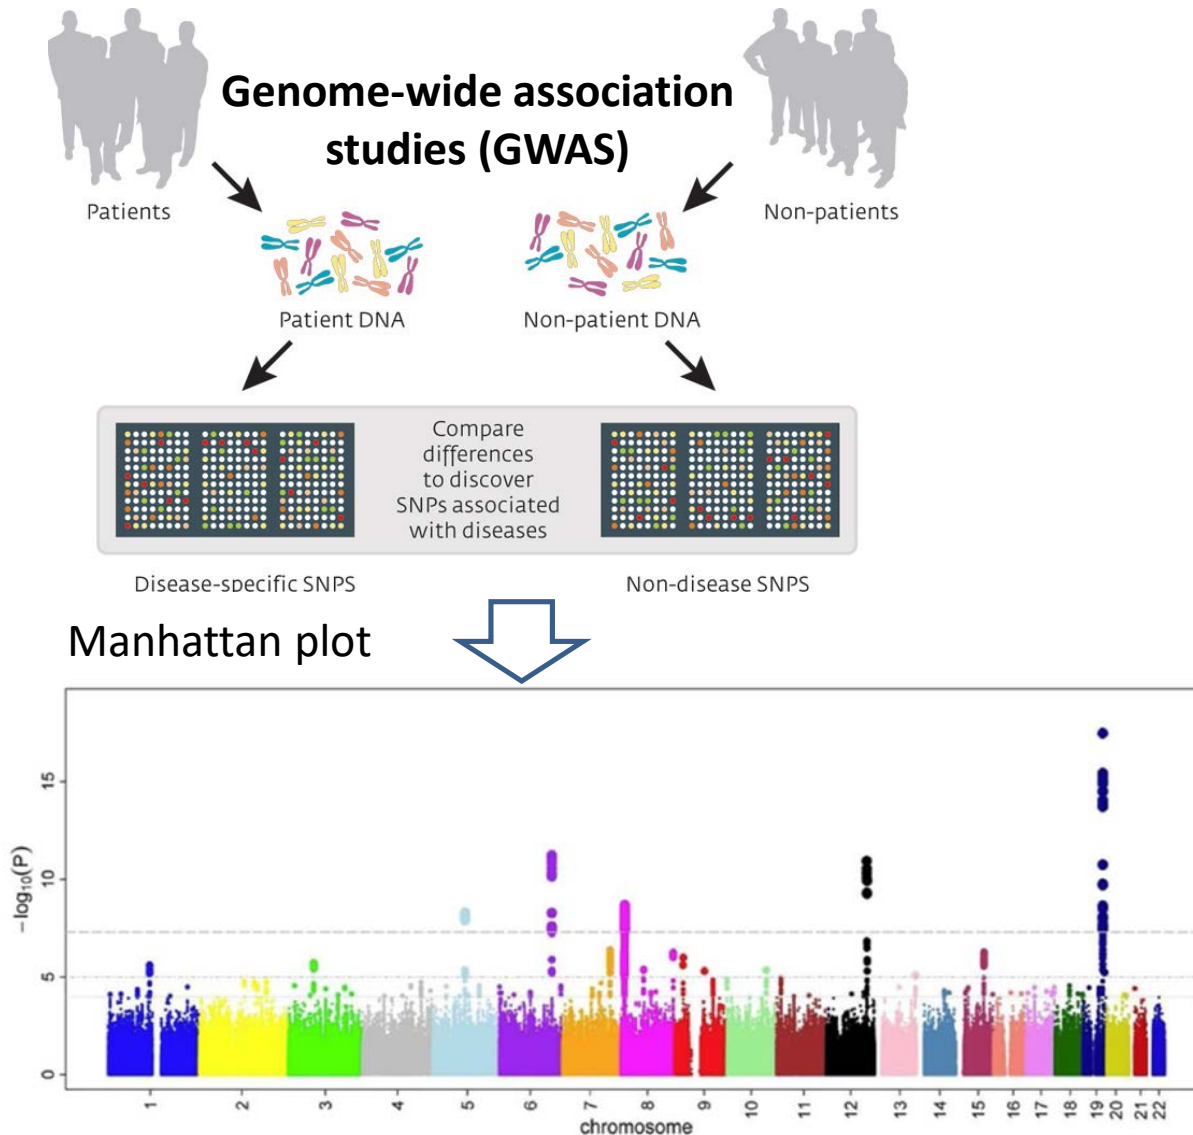 Genome-wide association
studies (GWAS)
Patients
Non-patients
Patient DNA
Non-patient DNA
Compare
differences
to discover
SNPs associated
with diseases
Disease-specific SNPS
Non-disease SNPS
Manhattan plot
15
10
5
0
−log₁₀(P)
1 2 3 4 5 6 7 8 9 10 11 12 13 14 15 16 17 18 19 20 21 22
chromosome